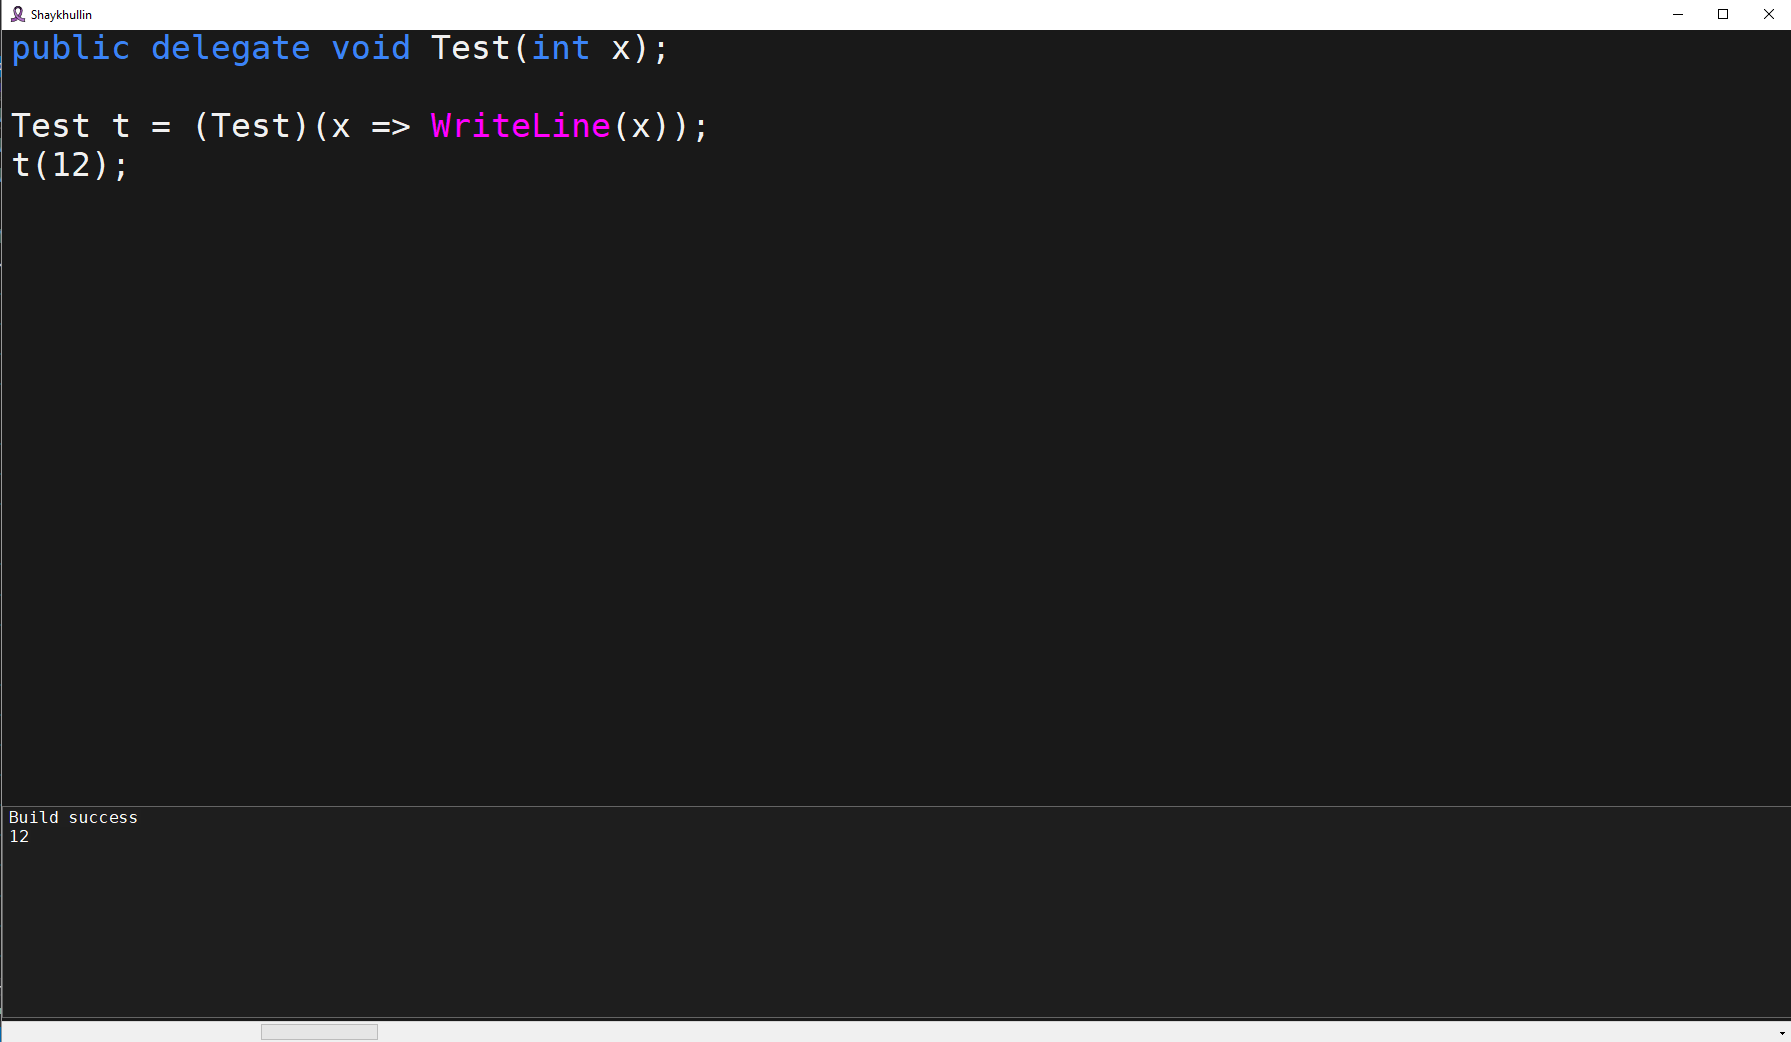 Shaykhullin
public delegate void Test(int x);
Test t = (Test)(x => WriteLine(x));
t(12);
Build success
12